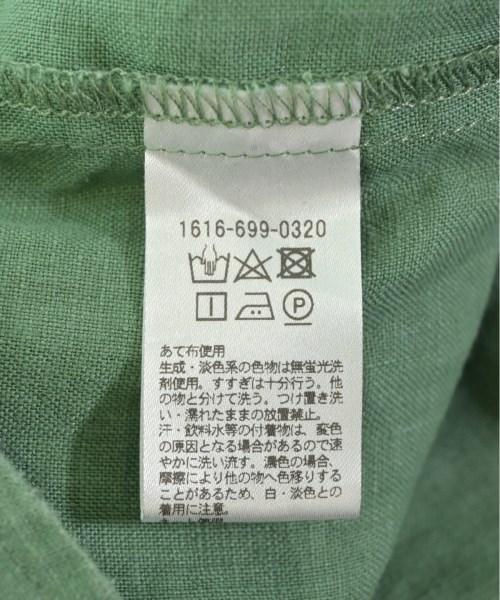 1616-699-0320
P
あて布使用
生成・淡色系の色物は無蛍光洗
剤使用。すすぎは十分行う。他
の物と分けて洗う。つけ置き洗
い・濡れたままの放置禁止。
汗・飲料水等の付着物は、変色
の原因となる場合があるので速
やかに洗い流す。濃色の場合、
摩擦により他の物へ色移りする
ことがあるため、白・淡色との
着用に注意。